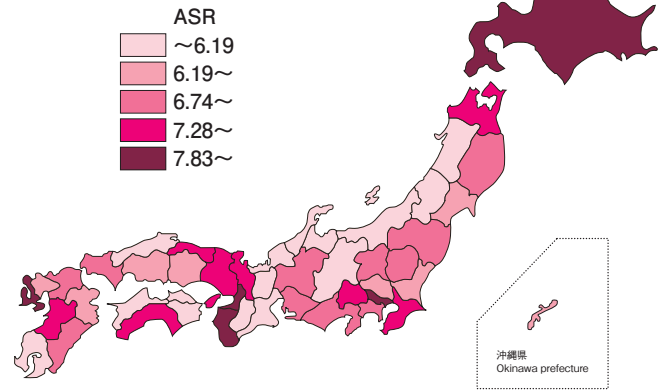 ASR
～6.19
6.19～
6.74～
7.28～
7.83～
沖縄県
Okinawa prefecture